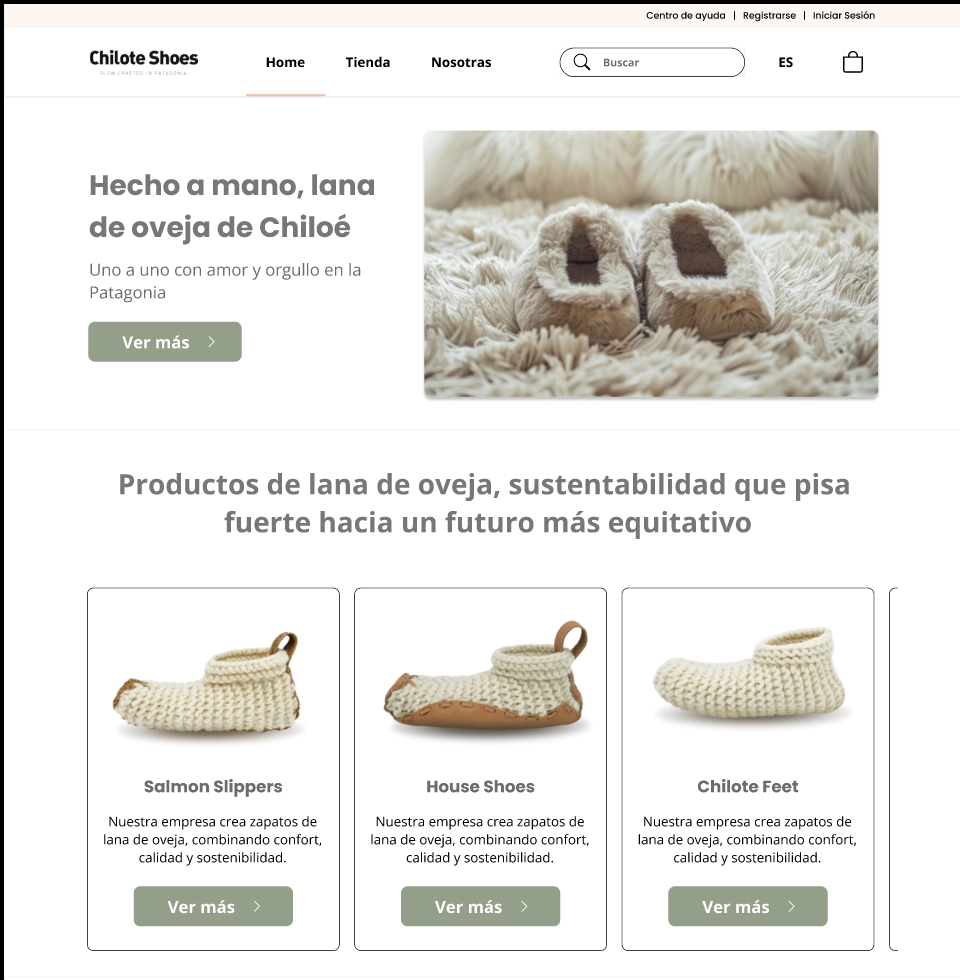 Centro de ayuda | Registrarse | Iniciar Sesión
Chilote Shoes
SLOW CRAFTED IN PATAGONIA
Home
Tienda
Nosotras
Buscar
ES
Hecho a mano, lana
de oveja de Chiloé
Uno a uno con amor y orgullo en la
Patagonia
Ver más
Productos de lana de oveja, sustentabilidad que pisa
fuerte hacia un futuro más equitativo
Salmon Slippers
Nuestra empresa crea zapatos de
lana de oveja, combinando confort,
calidad y sostenibilidad.
Ver más
House Shoes
Nuestra empresa crea zapatos de
lana de oveja, combinando confort,
calidad y sostenibilidad.
Ver más
Chilote Feet
Nuestra empresa crea zapatos de
lana de oveja, combinando confort,
calidad y sostenibilidad.
Ver más